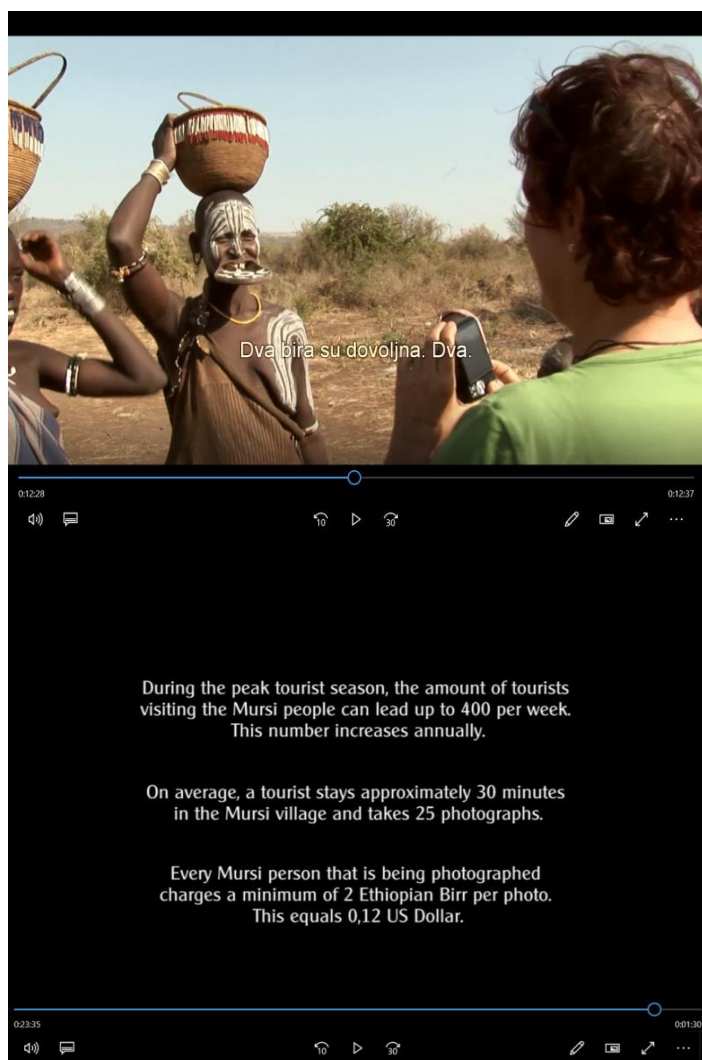 Dva bira su dovoljna. Dva.
0:12:28
0:12:37
10
30
During the peak tourist season, the amount of tourists
visiting the Mursi people can lead up to 400 per week.
This number increases annually.
On average, a tourist stays approximately 30 minutes
in the Mursi village and takes 25 photographs.
Every Mursi person that is being photographed
charges a minimum of 2 Ethiopian Birr per photo.
This equals 0,12 US Dollar.
0:23:35
0:01:30
10
30